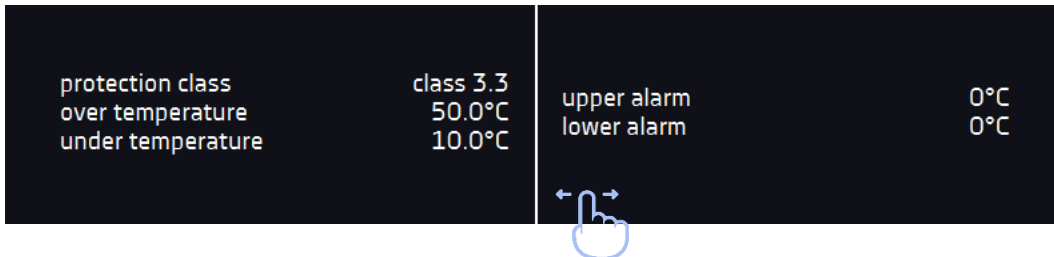 protection class class 3.3
over temperature 50.0°C
under temperature 10.0°C
upper alarm 0°C
lower alarm 0°C